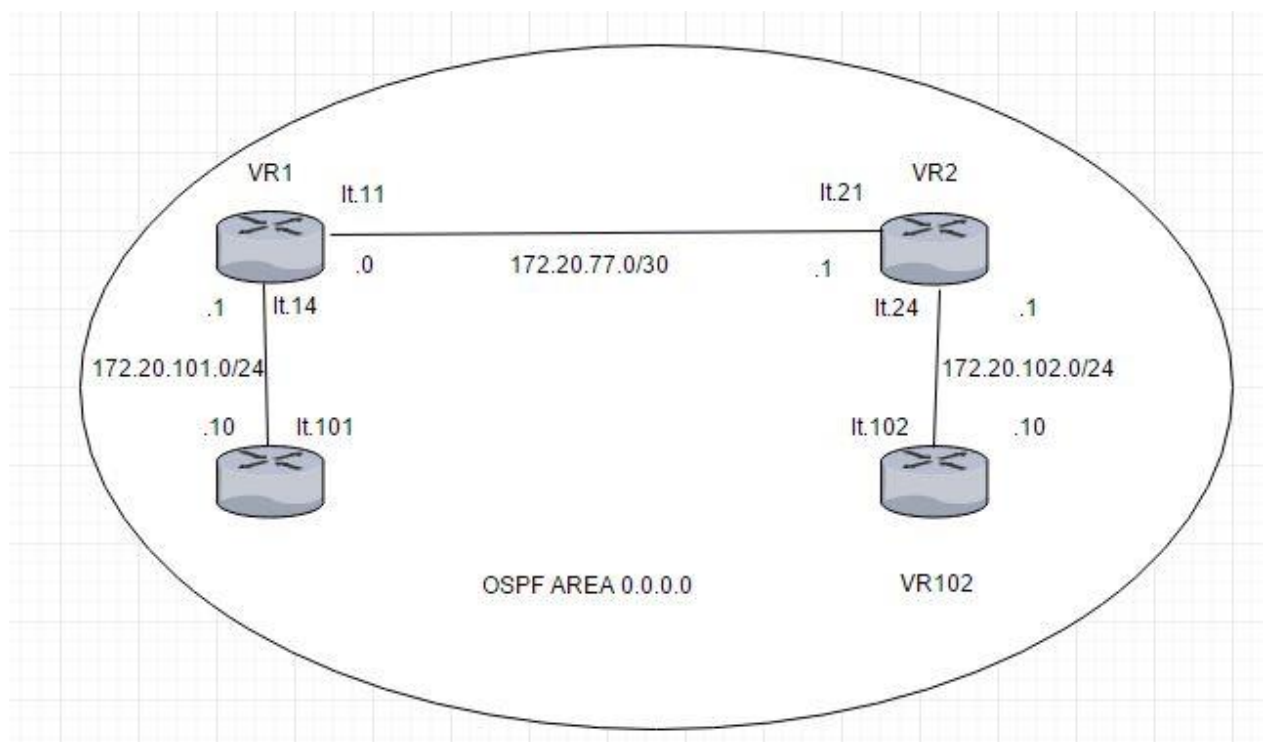 VR1
VR2
lt.11
lt.21
.0
172.20.77.0/30
.1
.1
lt.14
lt.24
.1
172.20.101.0/24
172.20.102.0/24
.10
lt.101
lt.102
.10
OSPF AREA 0.0.0.0
VR102